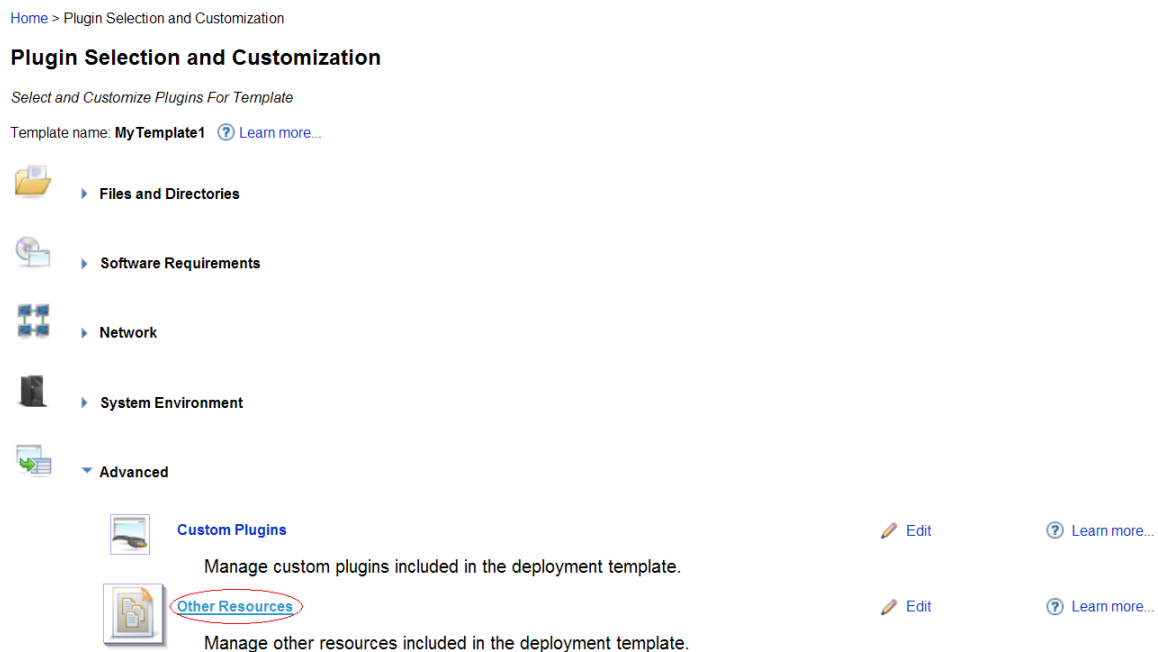 Home > Plugin Selection and Customization
Plugin Selection and Customization
Select and Customize Plugins For Template
Template name: MyTemplate1 ? Learn more...
Files and Directories
Software Requirements
Network
System Environment
Advanced
Custom Plugins Edit ? Learn more...
Manage custom plugins included in the deployment template.
Other Resources Edit ? Learn more...
Manage other resources included in the deployment template.